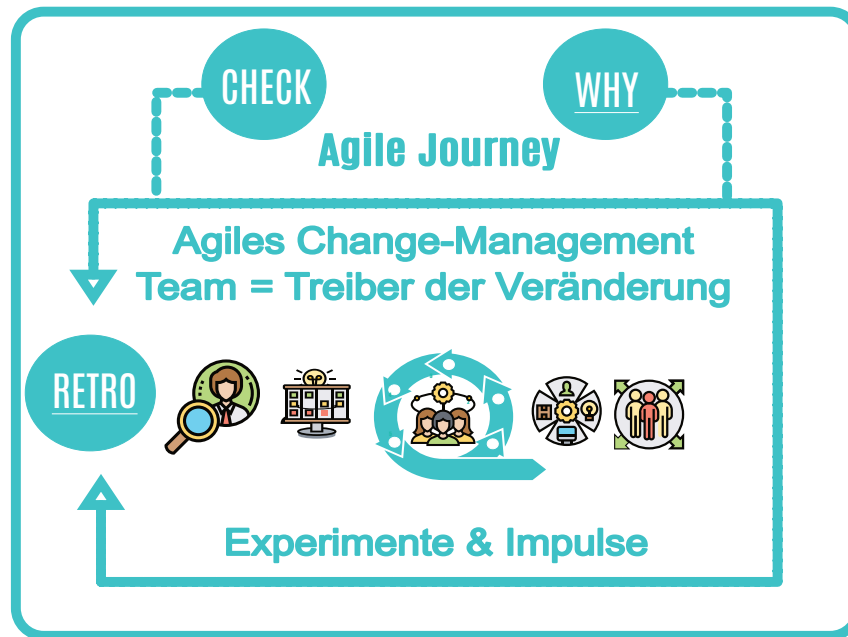 CHECK
WHY
Agile Journey
Agiles Change-Management
Team = Treiber der Veränderung
RETRO
Experimente & Impulse